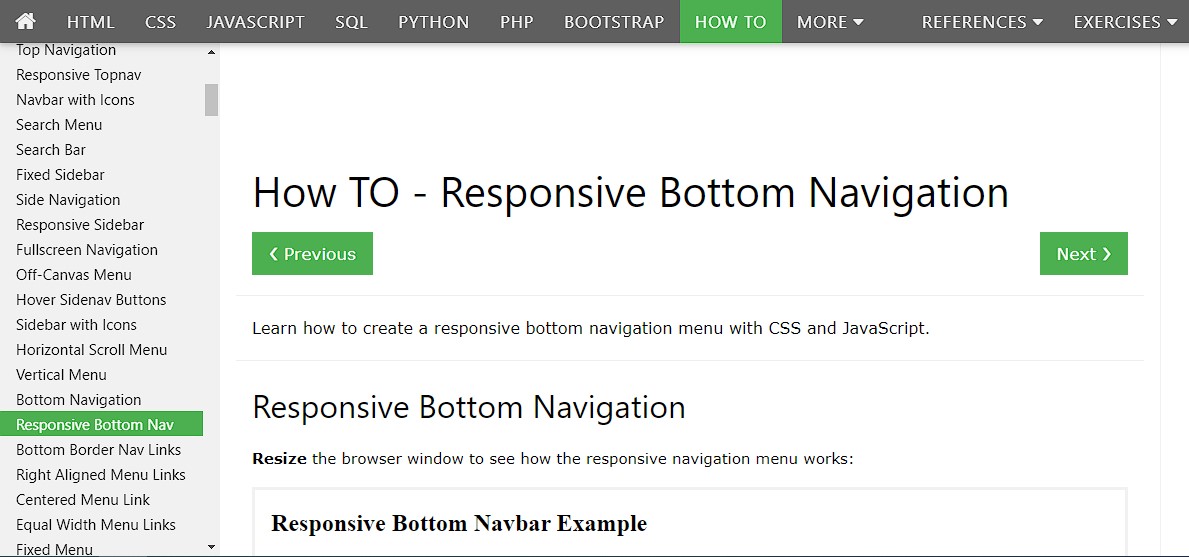 HTML CSS JAVASCRIPT SQL PYTHON PHP BOOTSTRAP HOW TO MORE REFERENCES EXERCISES
Top Navigation
Responsive Topnav
Navbar with Icons
Search Menu
Search Bar
Fixed Sidebar
Side Navigation
Responsive Sidebar
Fullscreen Navigation
Off-Canvas Menu
Hover Sidenav Buttons
Sidebar with Icons
Horizontal Scroll Menu
Vertical Menu
Bottom Navigation
Responsive Bottom Nav
Bottom Border Nav Links
Right Aligned Menu Links
Centered Menu Link
Equal Width Menu Links
Fixed Menu
How TO - Responsive Bottom Navigation
❮ Previous
Next ❯
Learn how to create a responsive bottom navigation menu with CSS and JavaScript.
Responsive Bottom Navigation
Resize the browser window to see how the responsive navigation menu works:
Responsive Bottom Navbar Example